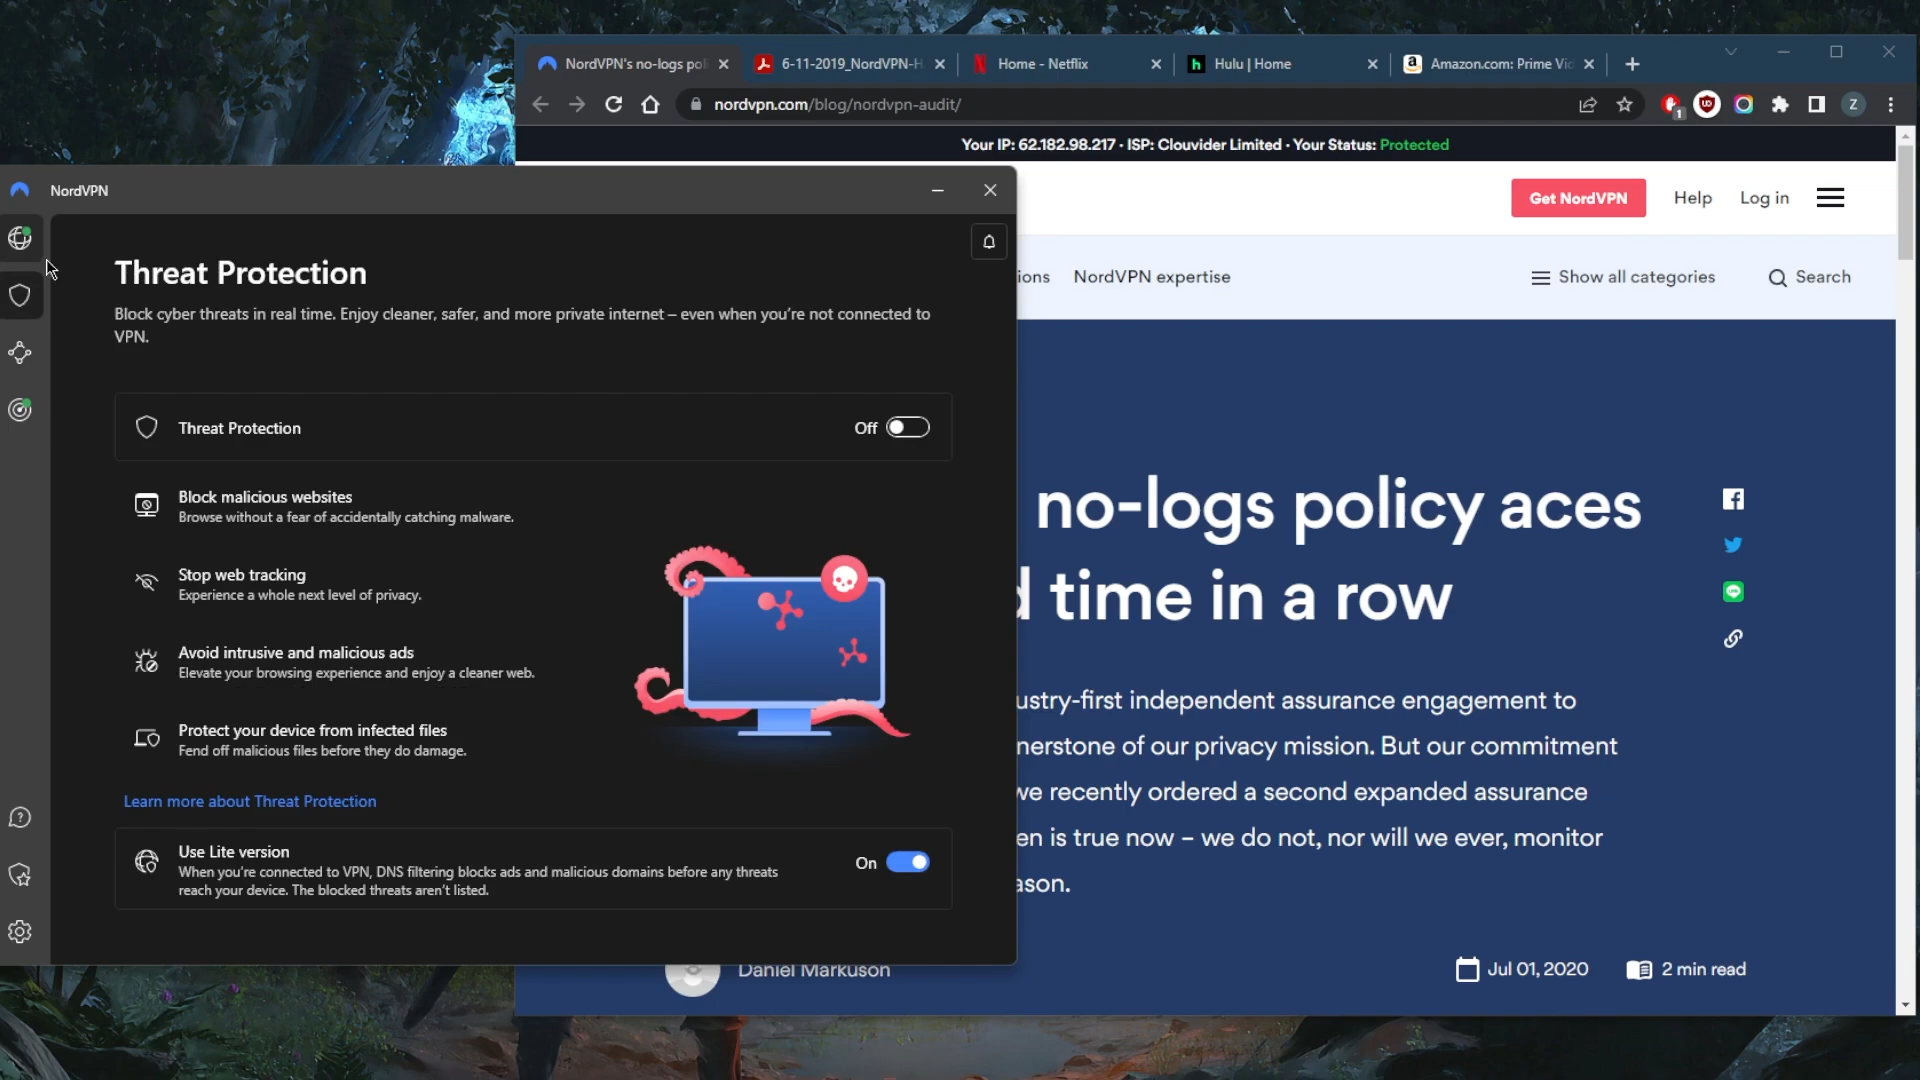 NordVPN's no-logs poli
6-11-2019_NordVPN-H
Home - Netflix
Hulu | Home
Amazon.com: Prime Vic
nordvpn.com/blog/nordvpn-audit/
1
Z
Your IP: 62.182.98.217 · ISP: Clouvider Limited · Your Status: Protected
Get NordVPN
Help
Log in
ions
NordVPN expertise
Show all categories
Search
no-logs policy aces
d time in a row
ustry-first independent assurance engagement to
nerstone of our privacy mission. But our commitment
we recently ordered a second expanded assurance
en is true now – we do not, nor will we ever, monitor
ason.
Daniel Markuson
Jul 01, 2020
2 min read
NordVPN
Threat Protection
Block cyber threats in real time. Enjoy cleaner, safer, and more private internet – even when you're not connected to
VPN.
Threat Protection
Off
Block malicious websites
Browse without a fear of accidentally catching malware.
Stop web tracking
Experience a whole next level of privacy.
Avoid intrusive and malicious ads
Elevate your browsing experience and enjoy a cleaner web.
Protect your device from infected files
Fend off malicious files before they do damage.
Learn more about Threat Protection
Use Lite version
When you're connected to VPN, DNS filtering blocks ads and malicious domains before any threats
reach your device. The blocked threats aren't listed.
On